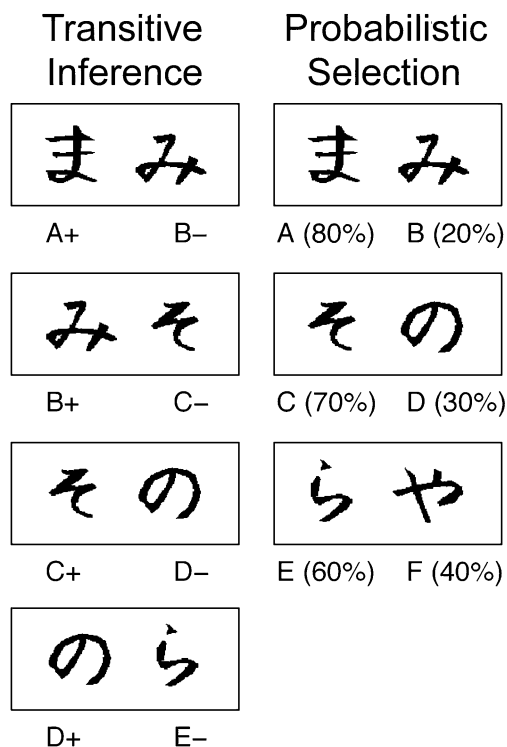 Transitive Inference
ま み
A+ B−
み そ
B+ C−
そ の
C+ D−
の ら
D+ E−
Probabilistic Selection
ま み
A (80%) B (20%)
そ の
C (70%) D (30%)
ら や
E (60%) F (40%)